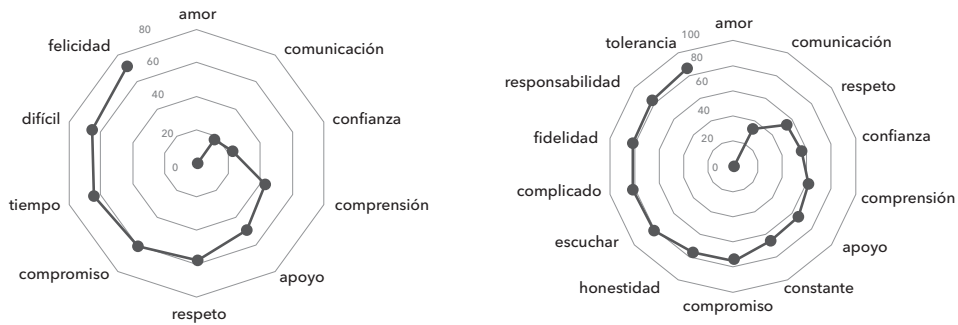 amor
80
felicidad
comunicación
60
40
difícil
confianza
20
0
tiempo
comprensión
compromiso
apoyo
respeto
amor
100
tolerancia
comunicación
80
responsabilidad
respeto
60
40
fidelidad
confianza
20
0
complicado
comprensión
escuchar
apoyo
honestidad
constante
compromiso